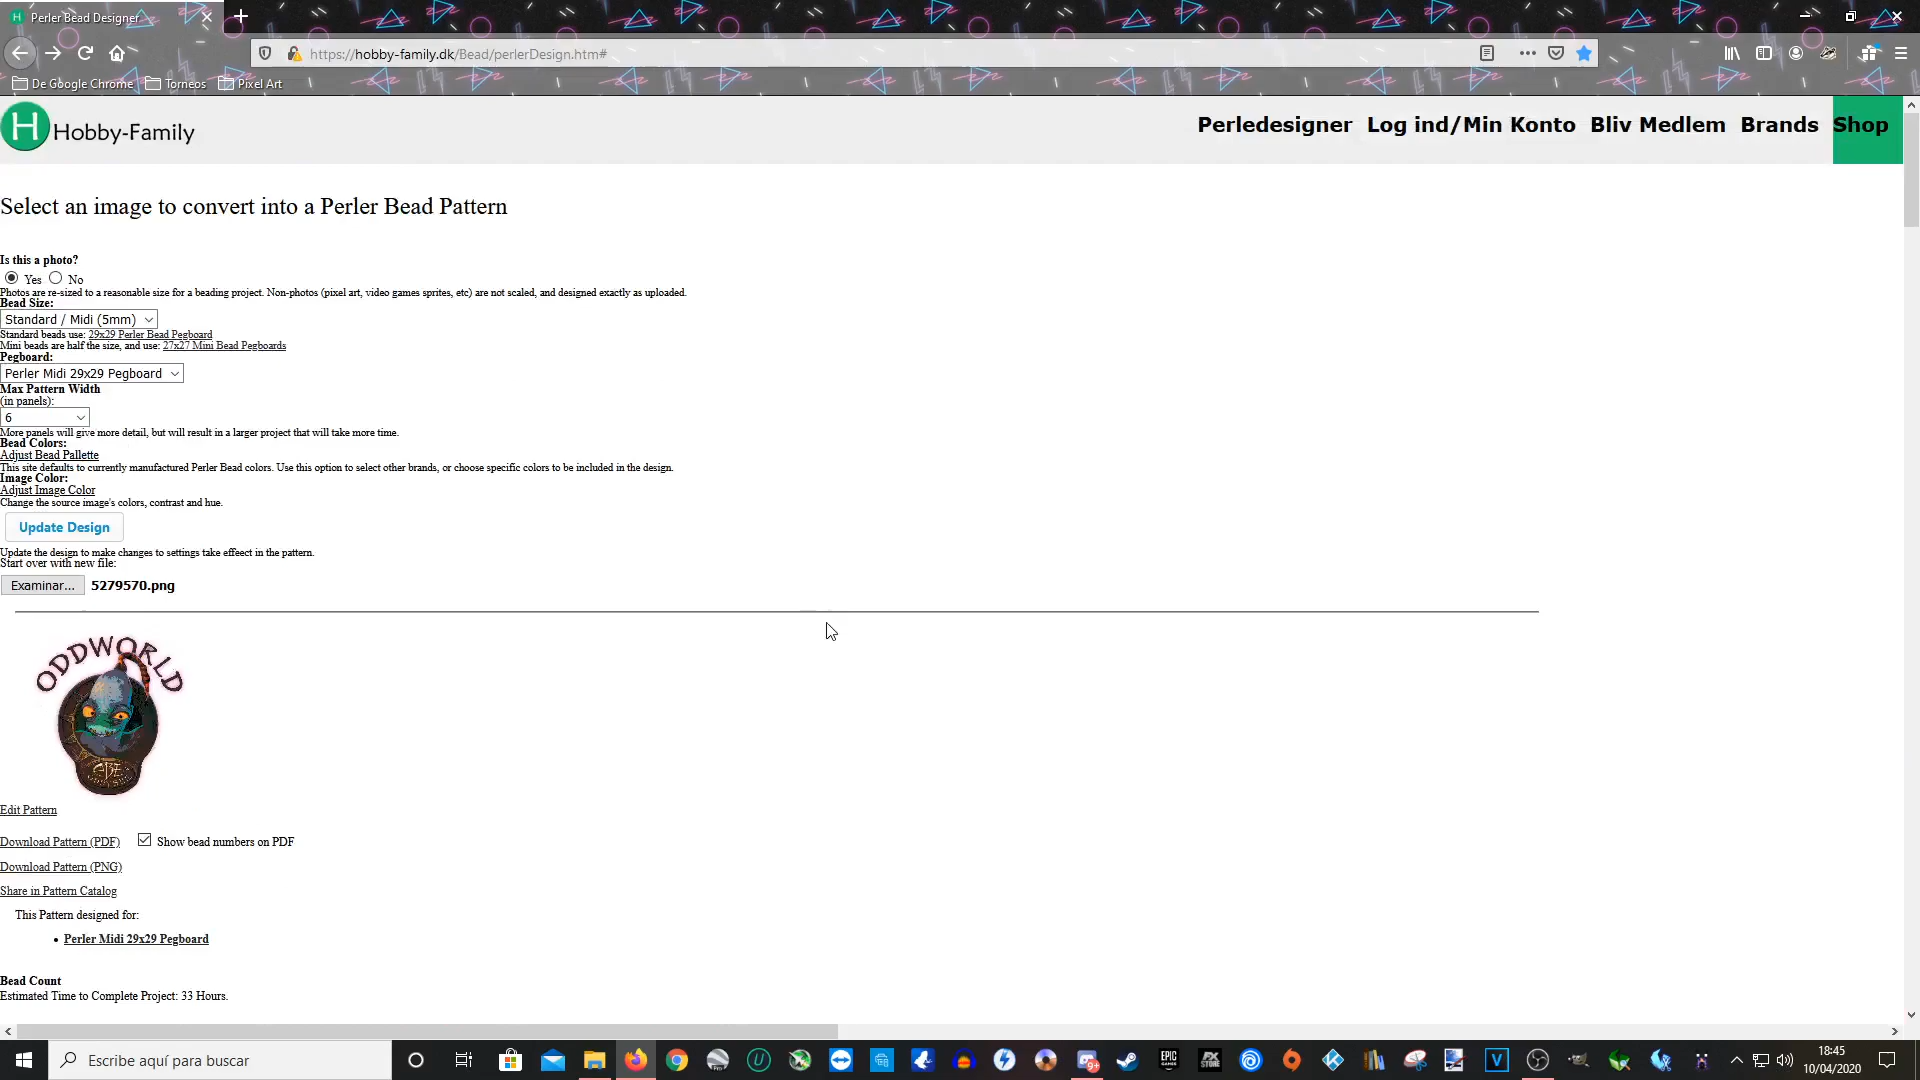 Perler Bead Designer
https://hobby-family.dk/Bead/perlerDesign.htm#
De Google Chrome Torneos Pixel Art
H Hobby-Family
Perledesigner Log ind/Min Konto Bliv Medlem Brands Shop
Select an image to convert into a Perler Bead Pattern
Is this a photo?
Yes No
Photos are re-sized to a reasonable size for a beading project. Non-photos (pixel art, video games sprites, etc) are not scaled, and designed exactly as uploaded.
Bead Size:
Standard / Midi (5mm)
Standard beads use: 29x29 Perler Bead Pegboard
Mini beads are half the size, and use: 27x27 Mini Bead Pegboards
Pegboard:
Perler Midi 29x29 Pegboard
Max Pattern Width
(in panels):
6
More panels will give more detail, but will result in a larger project that will take more time.
Bead Colors:
Adjust Bead Pallette
This site defaults to currently manufactured Perler Bead colors. Use this option to select other brands, or choose specific colors to be included in the design.
Image Color:
Adjust Image Color
Change the source image's colors, contrast and hue.
Update Design
Update the design to make changes to settings take effeect in the pattern.
Start over with new file:
Examinar... 5279570.png
ODDWORLD
Edit Pattern
Download Pattern (PDF) Show bead numbers on PDF
Download Pattern (PNG)
Share in Pattern Catalog
This Pattern designed for:
• Perler Midi 29x29 Pegboard
Bead Count
Estimated Time to Complete Project: 33 Hours.
Escribe aquí para buscar
EPIC GAMES
FX STORE
18:45
10/04/2020